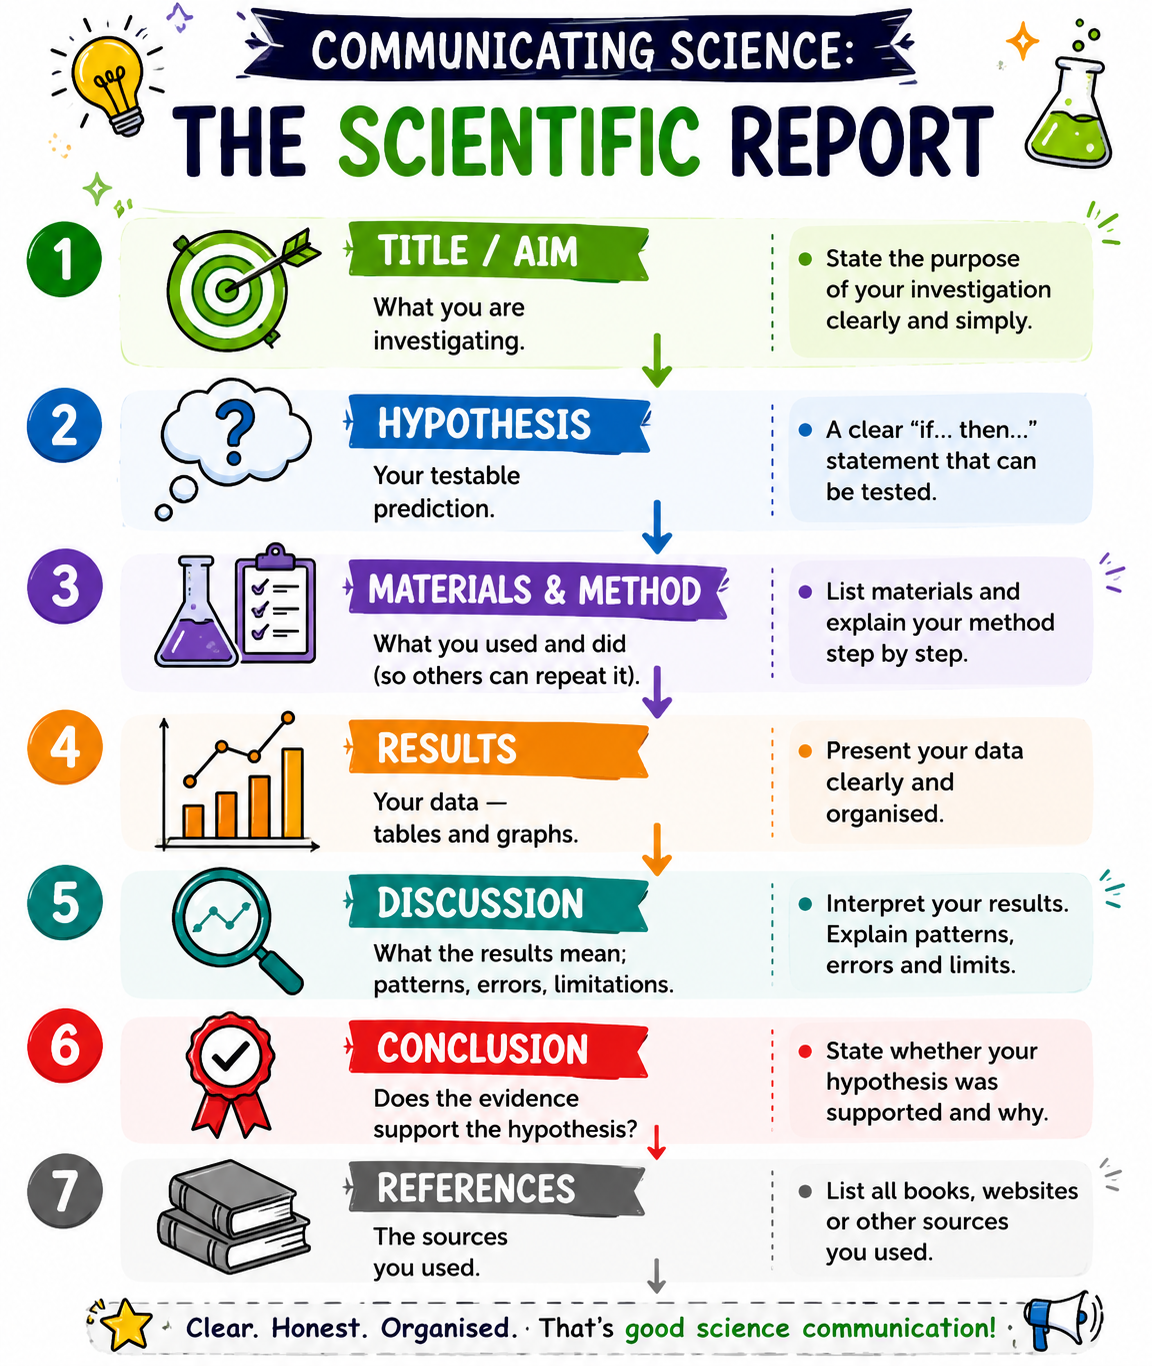 COMMUNICATING SCIENCE:
THE SCIENTIFIC REPORT
1
TITLE / AIM
What you are
investigating.
State the purpose
of your investigation
clearly and simply.
2
?
HYPOTHESIS
Your testable
prediction.
A clear “if... then...”
statement that can
be tested.
3
MATERIALS & METHOD
What you used and did
(so others can repeat it).
List materials and
explain your method
step by step.
4
RESULTS
Your data —
tables and graphs.
Present your data
clearly and
organised.
5
DISCUSSION
What the results mean;
patterns, errors, limitations.
Interpret your results.
Explain patterns,
errors and limits.
6
CONCLUSION
Does the evidence
support the hypothesis?
State whether your
hypothesis was
supported and why.
7
REFERENCES
The sources
you used.
List all books, websites
or other sources
you used.
Clear. Honest. Organised. · That's good science communication!